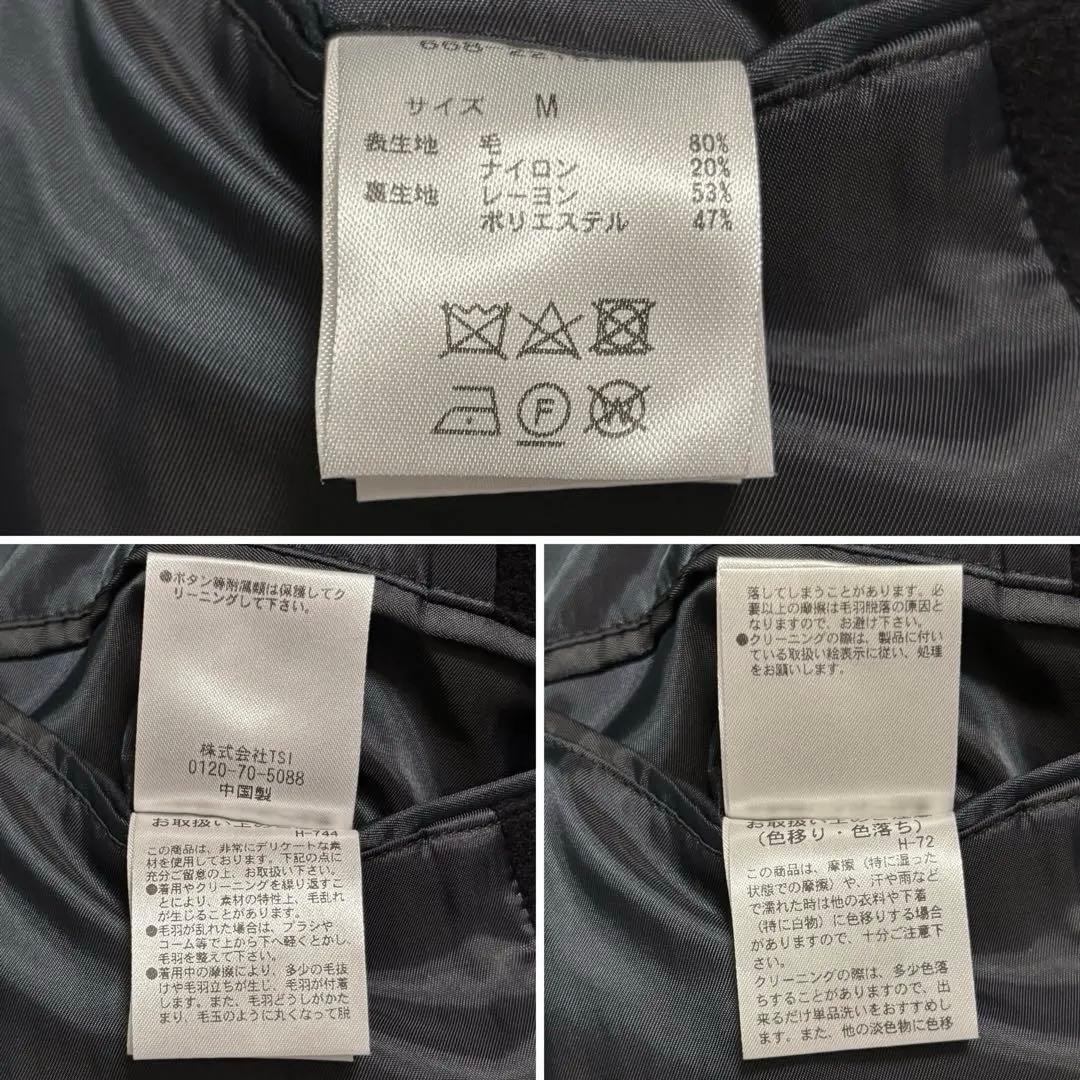 サイズ M
表生地 毛 80%
ナイロン 20%
裏生地 レーヨン 53%
ポリエステル 47%
F
W
●ボタン等附属類は保護してク
リーニングして下さい。
株式会社TSI
0120-70-5088
中国製
お取扱い上の
H-744
この商品は、非常にデリケートな素
材を使用しております。下記の点に
充分ご留意の上、お取扱い下さい。
●着用やクリーニングを繰り返すこ
とにより、素材の特性上、毛乱れ
が生じることがあります。
●毛羽が乱れた場合は、ブラシや
コーム等で上から下へ軽くとかし、
毛羽を整えて下さい。
●着用中の摩擦により、多少の毛抜
けや毛羽立ちが生じ、毛羽が付着
します。また、毛羽どうしがかた
まり、毛玉のように丸くなって脱
落してしまうことがあります。必
要以上の摩擦は毛羽脱落の原因と
なりますので、お避け下さい。
●クリーニングの際は、製品に付い
ている取扱い絵表示に従い、処理
をお願いします。
お取扱い上の
(色移り・色落ち)
H-72
この商品は、摩擦(特に湿った
状態での摩擦)や、汗や雨など
で濡れた時は他の衣料や下着
(特に白物)に色移りする場合
がありますので、十分ご注意下
さい。
クリーニングの際は、多少色落
ちすることがありますので、出
来るだけ単品洗いをおすすめし
ます。また、他の淡色物に色移